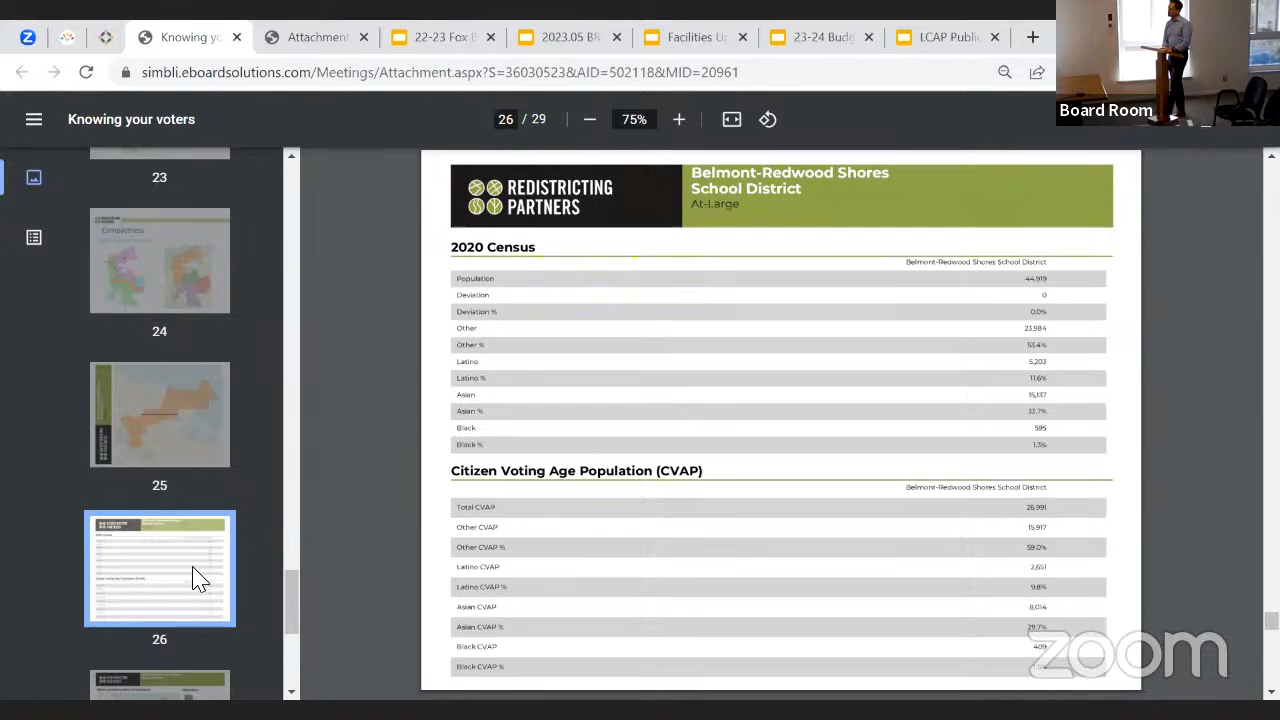 Knowing yo
Attachment
22-23 Fox B
2023.05 BR
Facilities Up
23-24 Budg
LCAP Public
simbli.eboardsolutions.com/Meetings/Attachment.aspx?S=36030523&AID=502118&MID=20961
Board Room
Knowing your voters
26 / 29
75%
23
Compactness
24
25
26
REDISTRICTING
PARTNERS
Belmont-Redwood Shores
School District
At-Large
2020 Census
Belmont-Redwood Shores School District
Population 44,919
Deviation 0
Deviation % 0.0%
Other 23,984
Other % 53.4%
Latino 5,203
Latino % 11.6%
Asian 15,137
Asian % 33.7%
Black 595
Black % 1.3%
Citizen Voting Age Population (CVAP)
Belmont-Redwood Shores School District
Total CVAP 26,991
Other CVAP 15,917
Other CVAP % 59.0%
Latino CVAP 2,651
Latino CVAP % 9.8%
Asian CVAP 8,014
Asian CVAP % 29.7%
Black CVAP 409
Black CVAP %
zoom